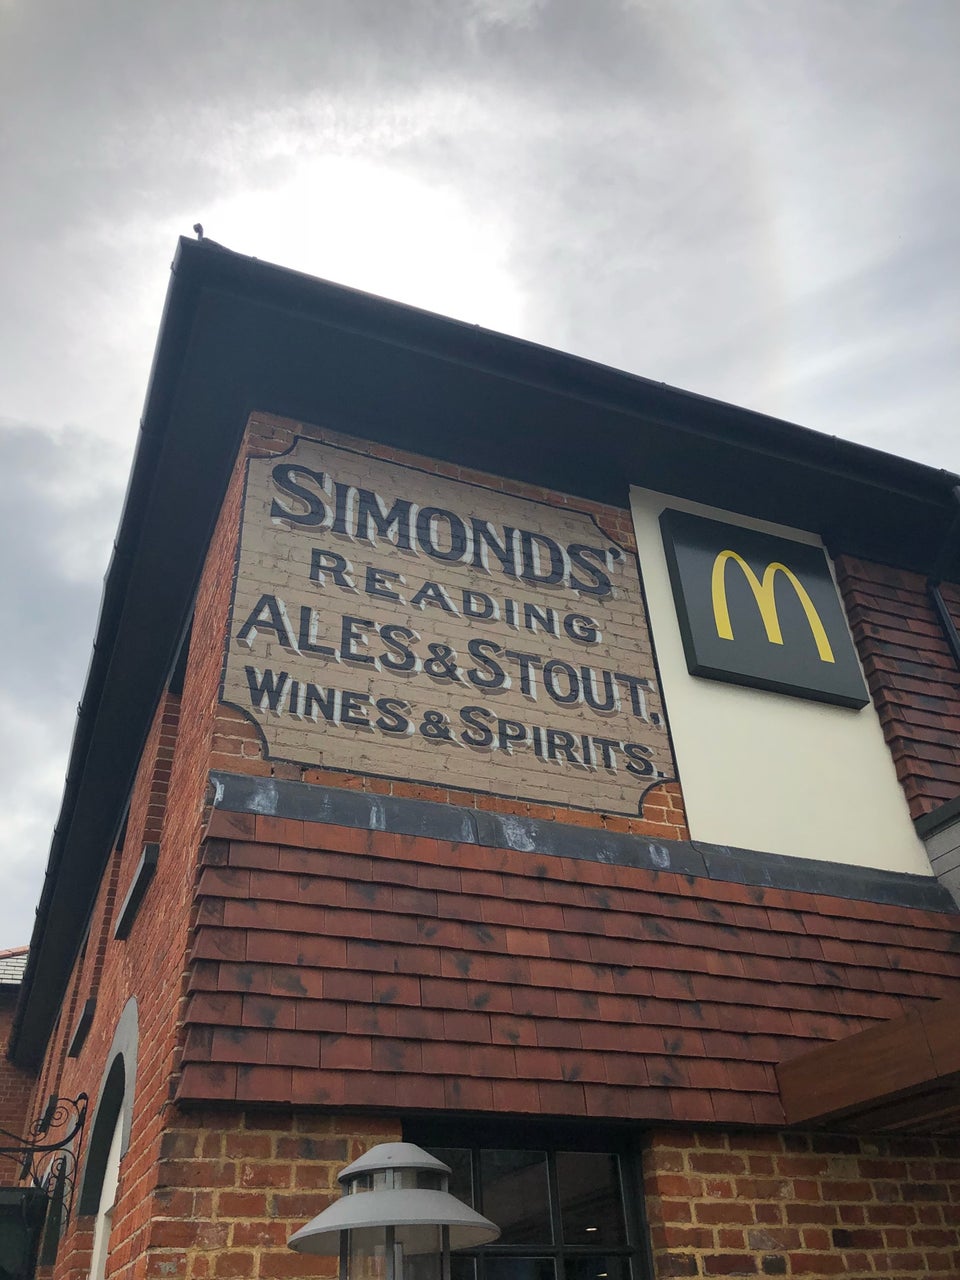 SIMONDS'
READING
ALES & STOUT,
WINES & SPIRITS.
M